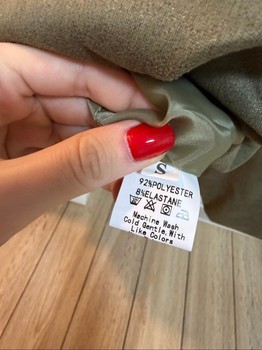 S
92%POLYESTER
8%ELASTANE
Machine Wash
Cold Gentle, With
Like Colors